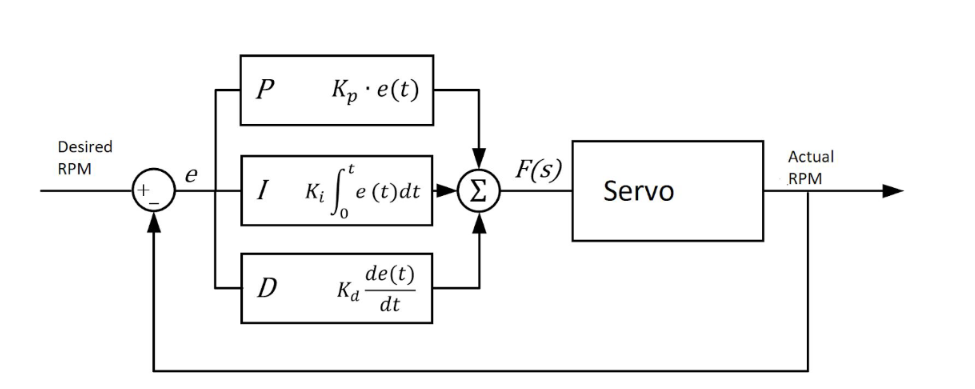 Desired
RPM
+
−
e
P K_p · e(t)
I K_i ∫_0^t e (t)dt
D K_d de(t)/dt
Σ
F(s)
Servo
Actual
RPM